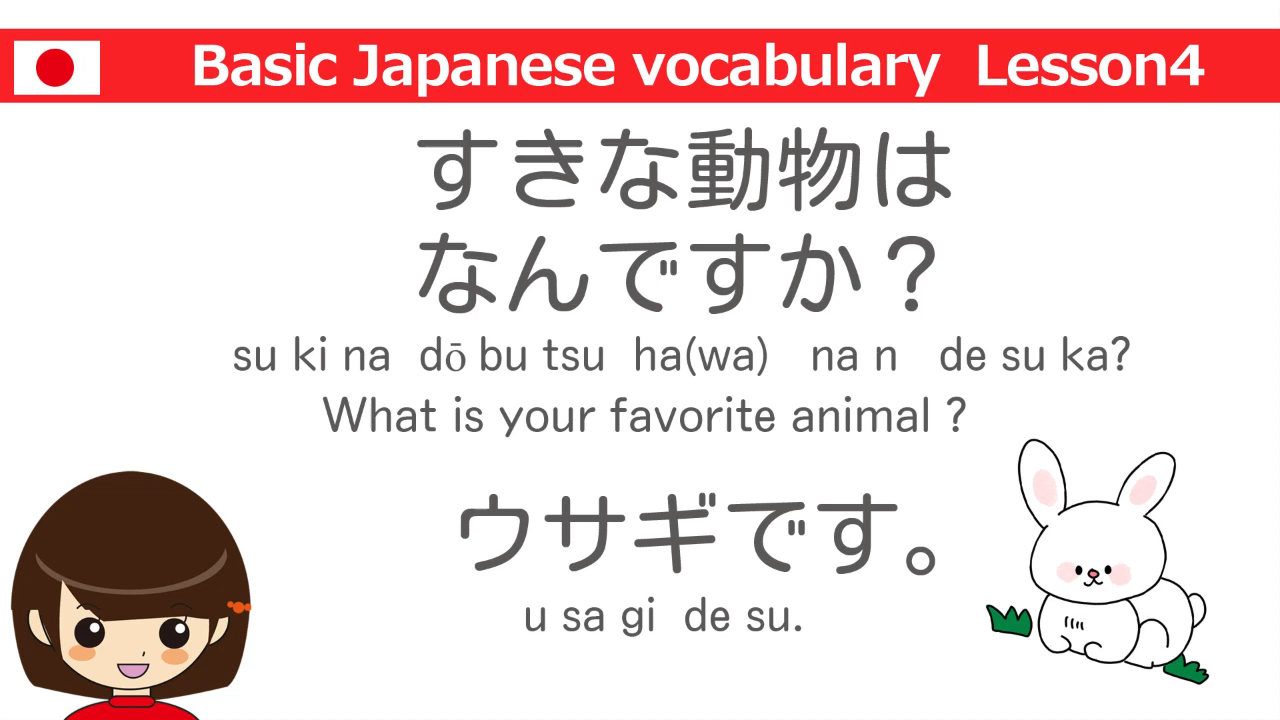 Basic Japanese vocabulary Lesson4
すきな動物は
なんですか？
su ki na dō bu tsu ha(wa) na n de su ka?
What is your favorite animal ?
ウサギです。
u sa gi de su.